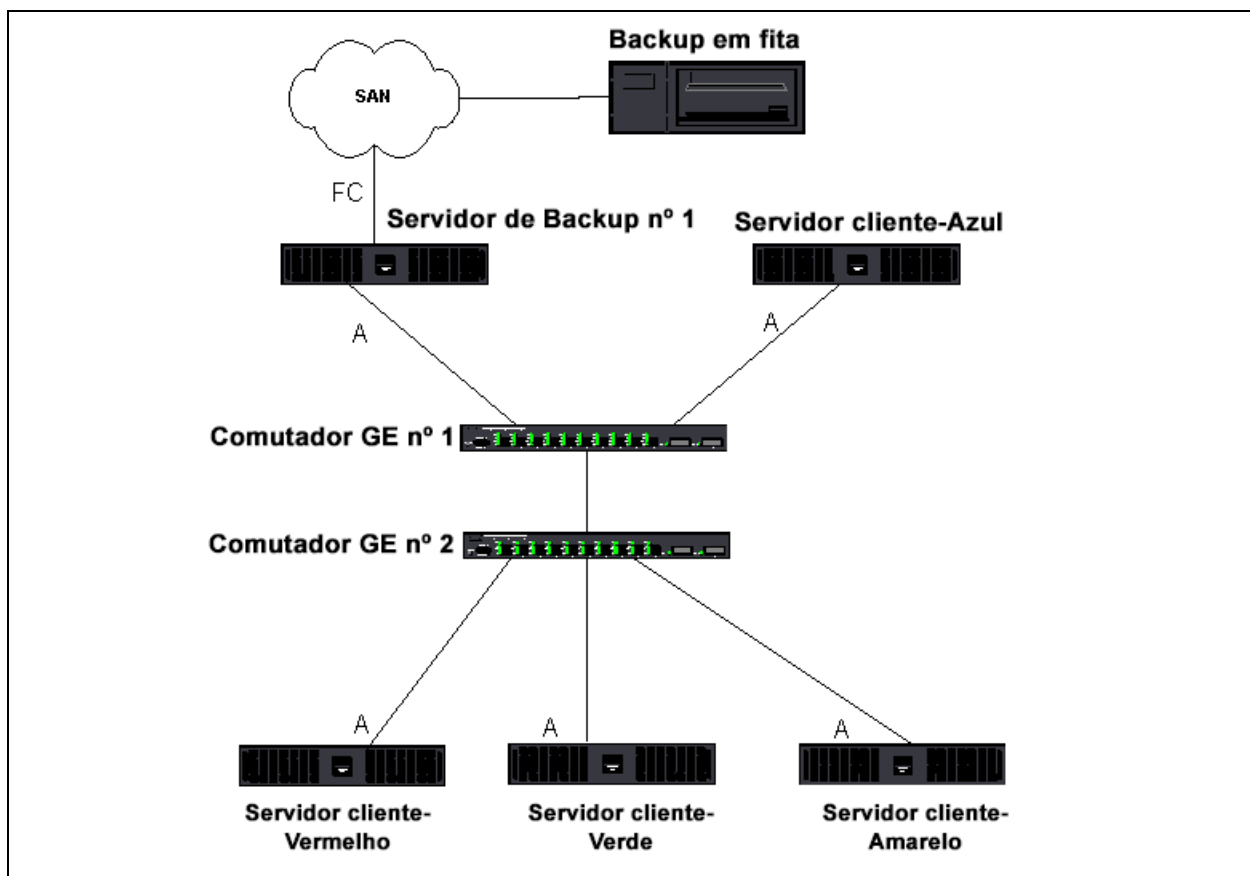 Backup em fita
SAN
FC
Servidor de Backup nº 1
Servidor cliente-Azul
A
A
Comutador GE nº 1
Comutador GE nº 2
A
A
A
Servidor cliente-
Vermelho
Servidor cliente-
Verde
Servidor cliente-
Amarelo